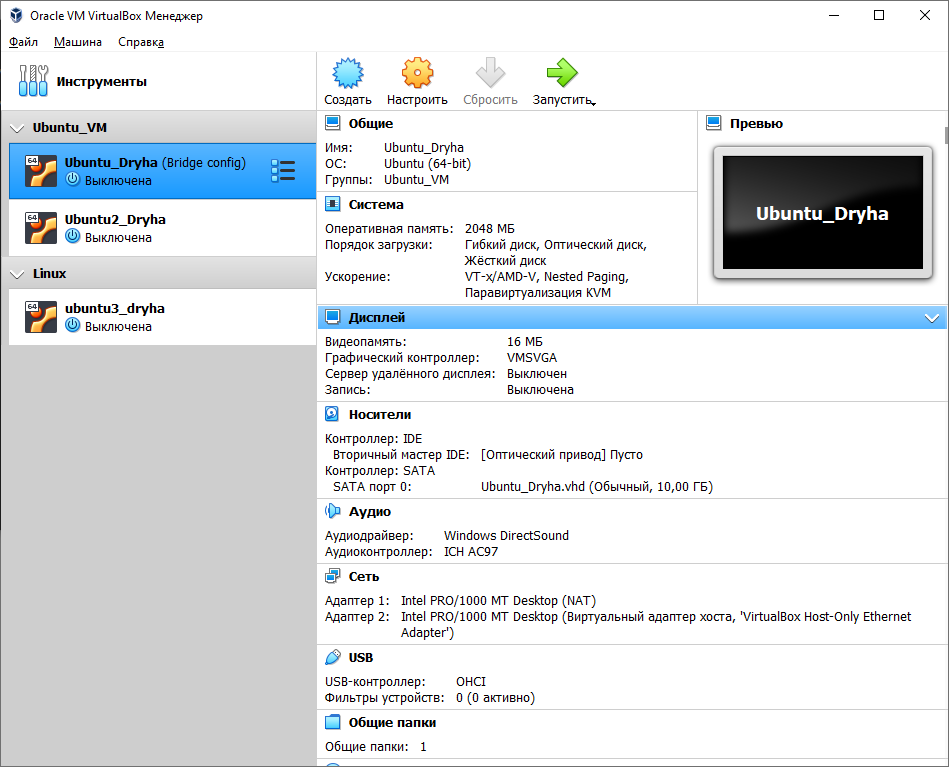 Oracle VM VirtualBox Менеджер
Файл Машина Справка
Инструменты
Создать Настроить Сбросить Запустить
Ubuntu_VM
64
Ubuntu_Dryha (Bridge config)
Выключена
64
Ubuntu2_Dryha
Выключена
Linux
64
ubuntu3_dryha
Выключена
Общие
Имя: Ubuntu_Dryha
ОС: Ubuntu (64-bit)
Группы: Ubuntu_VM
Превью
Ubuntu_Dryha
Система
Оперативная память: 2048 МБ
Порядок загрузки: Гибкий диск, Оптический диск,
Жёсткий диск
Ускорение: VT-x/AMD-V, Nested Paging,
Паравиртуализация KVM
Дисплей
Видеопамять: 16 МБ
Графический контроллер: VMSVGA
Сервер удалённого дисплея: Выключен
Запись: Выключена
Носители
Контроллер: IDE
Вторичный мастер IDE: [Оптический привод] Пусто
Контроллер: SATA
SATA порт 0: Ubuntu_Dryha.vhd (Обычный, 10,00 ГБ)
Аудио
Аудиодрайвер: Windows DirectSound
Аудиоконтроллер: ICH AC97
Сеть
Адаптер 1: Intel PRO/1000 MT Desktop (NAT)
Адаптер 2: Intel PRO/1000 MT Desktop (Виртуальный адаптер хоста, 'VirtualBox Host-Only Ethernet
Adapter')
USB
USB-контроллер: OHCI
Фильтры устройств: 0 (0 активно)
Общие папки
Общие папки: 1